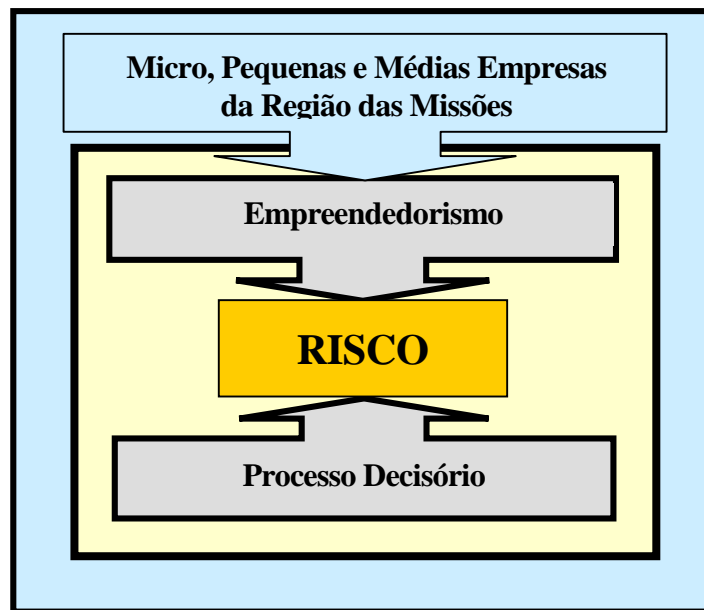 Micro, Pequenas e Médias Empresas
da Região das Missões
Empreendedorismo
RISCO
Processo Decisório